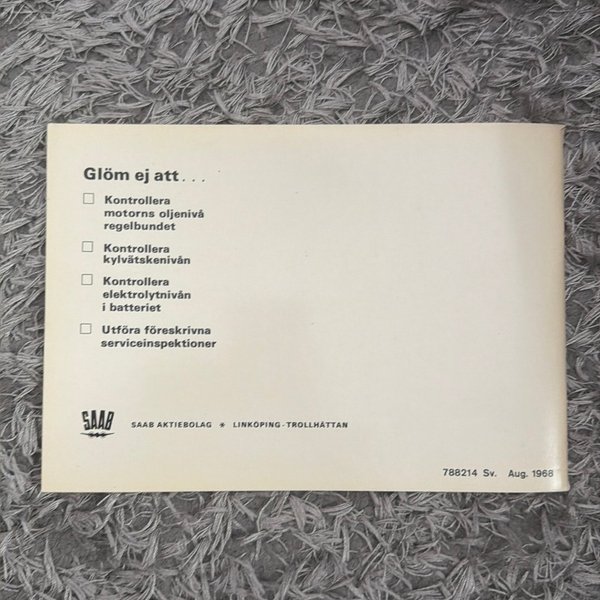 Glöm ej att...
Kontrollera
motorns oljenivå
regelbundet
Kontrollera
kylvätskenivån
Kontrollera
elektrolytnivån
i batteriet
Utföra föreskrivna
serviceinspektioner
SAAB
SAAB AKTIEBOLAG * LINKÖPING-TROLLHÄTTAN
788214 Sv. Aug. 1968